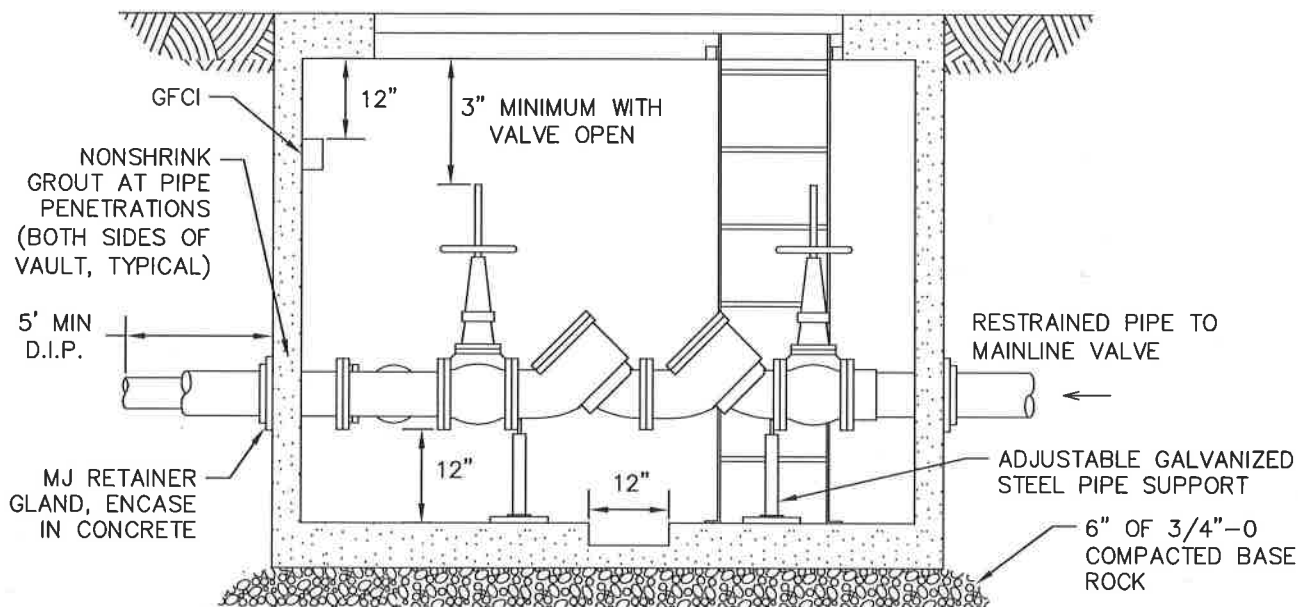 GFCI
12"
3" MINIMUM WITH
VALVE OPEN
NONSHRINK
GROUT AT PIPE
PENETRATIONS
(BOTH SIDES OF
VAULT, TYPICAL)
5' MIN
D.I.P.
RESTRAINED PIPE TO
MAINLINE VALVE
MJ RETAINER
GLAND, ENCASE
IN CONCRETE
12"
12"
ADJUSTABLE GALVANIZED
STEEL PIPE SUPPORT
6" OF 3/4"-0
COMPACTED BASE
ROCK